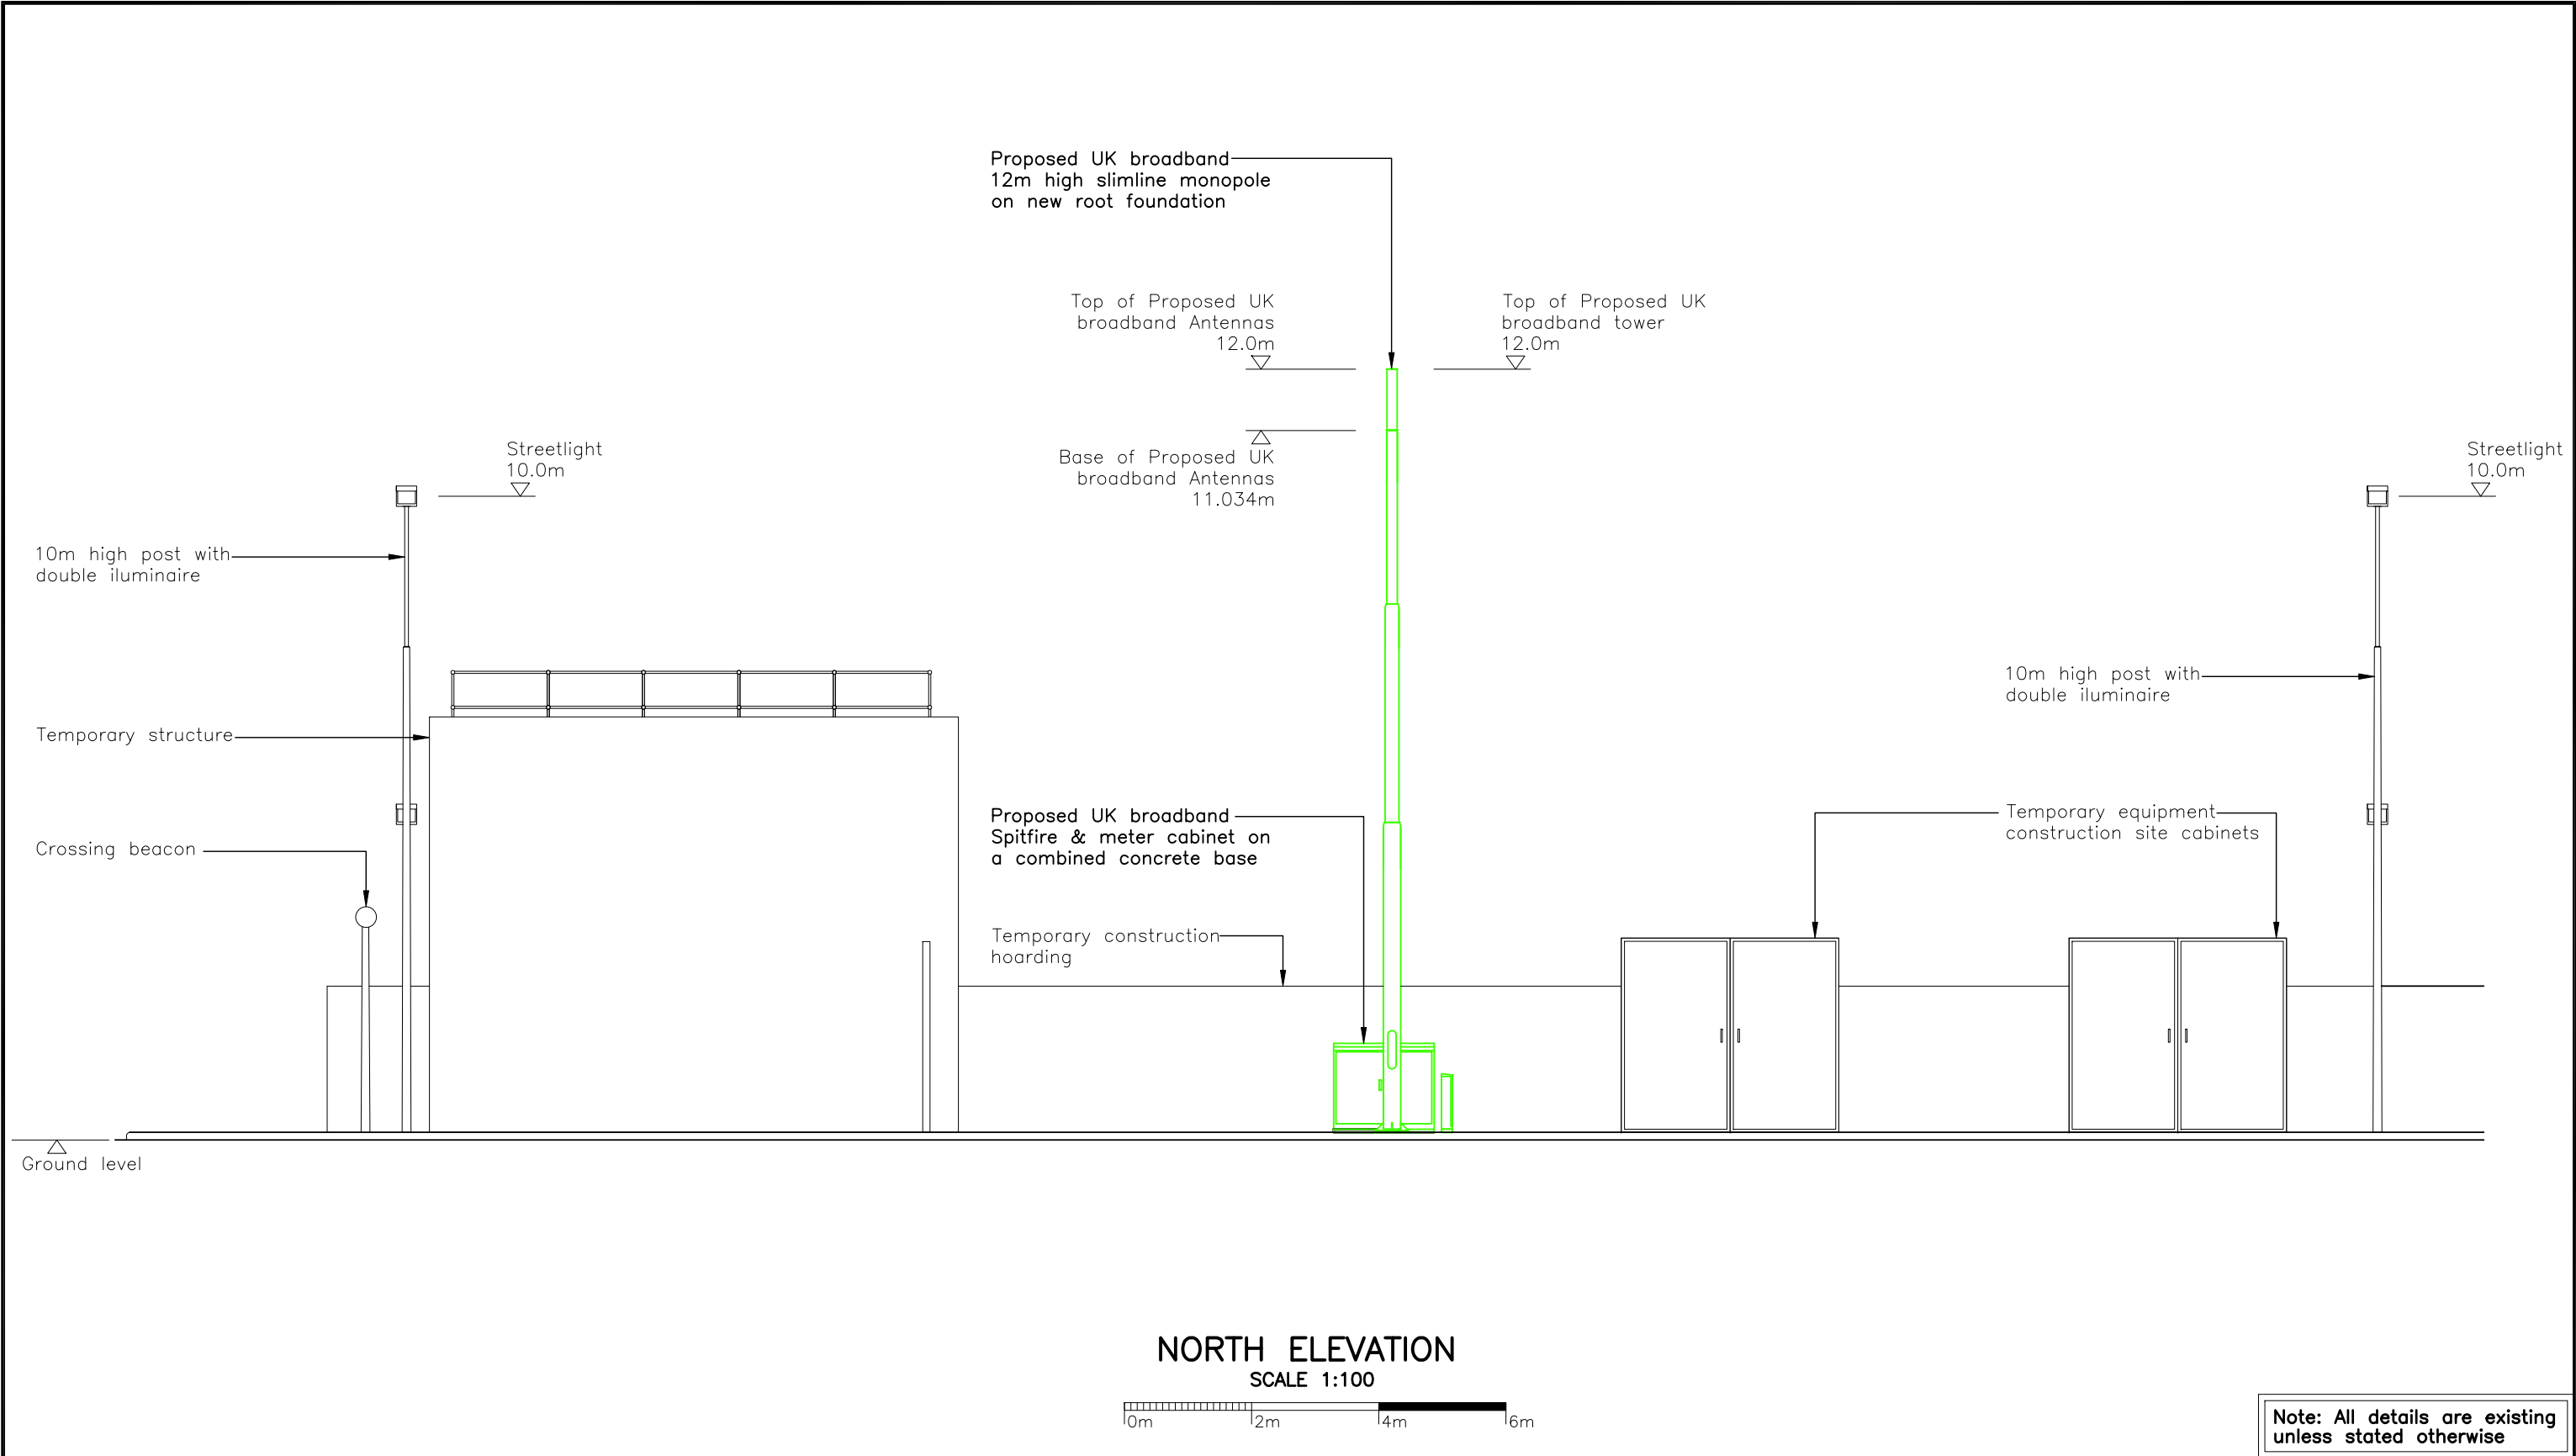 Proposed UK broadband
12m high slimline monopole
on new root foundation
Top of Proposed UK
broadband Antennas
12.0m
Top of Proposed UK
broadband tower
12.0m
Base of Proposed UK
broadband Antennas
11.034m
Streetlight
10.0m
Streetlight
10.0m
10m high post with
double iluminaire
10m high post with
double iluminaire
Temporary structure
Crossing beacon
Proposed UK broadband
Spitfire & meter cabinet on
a combined concrete base
Temporary equipment
construction site cabinets
Temporary construction
hoarding
Ground level
NORTH ELEVATION
SCALE 1:100
0m 2m 4m 6m
Note: All details are existing
unless stated otherwise